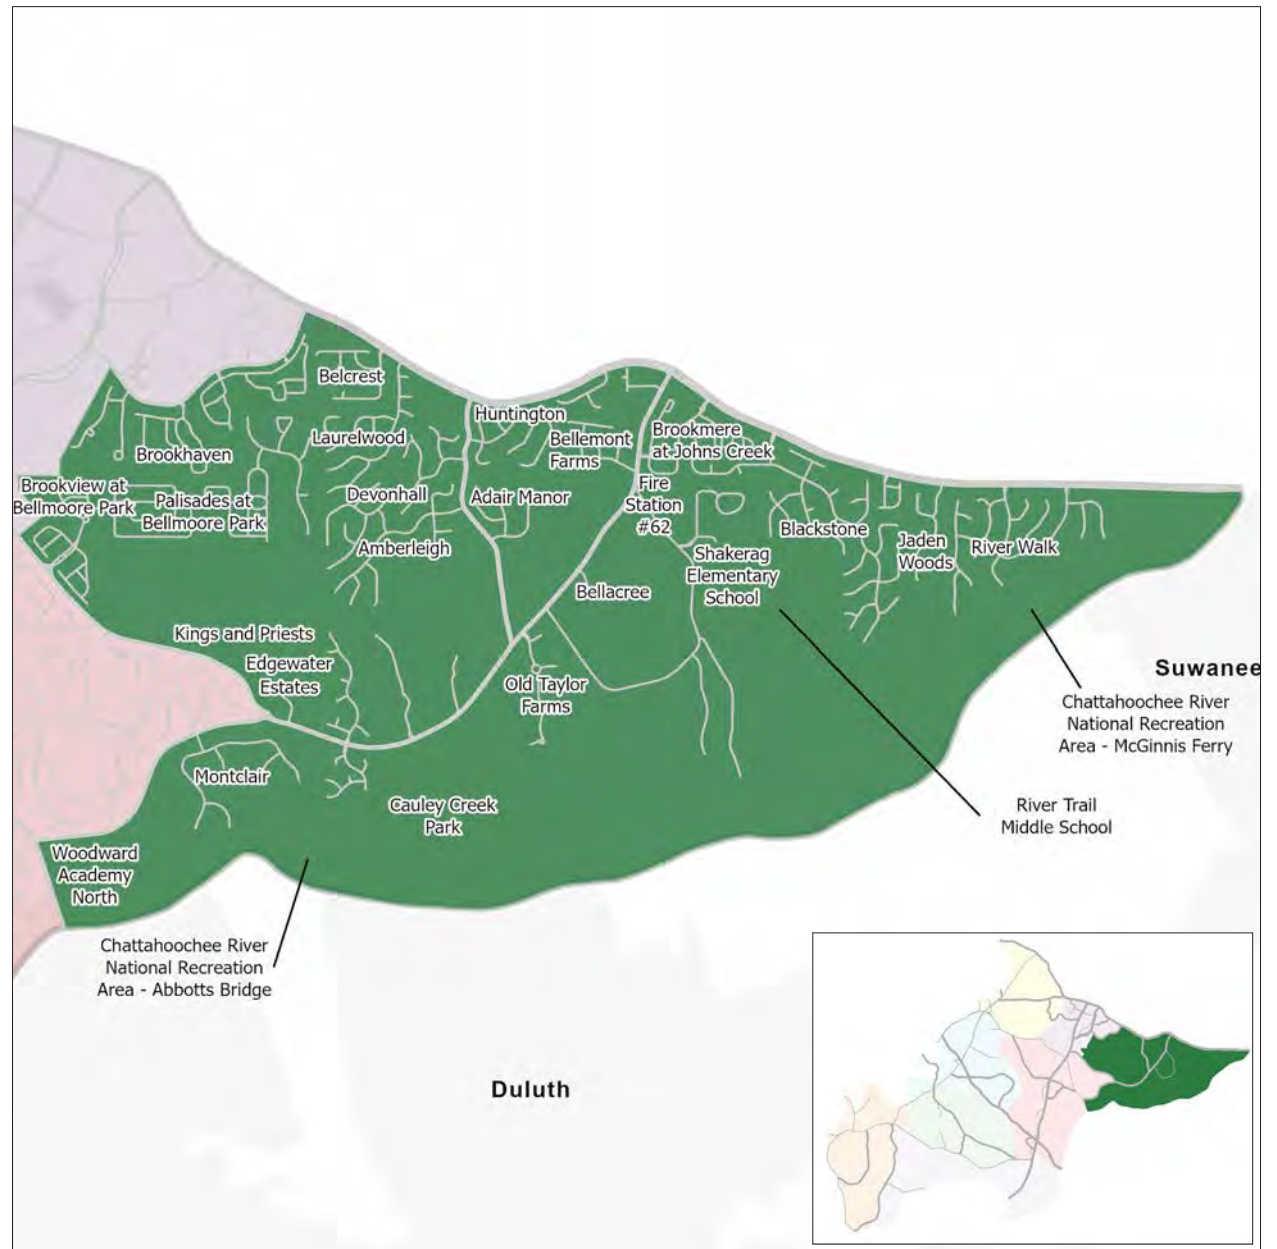 Belcrest
Huntington
Laurelwood
Bellemont
Farms
Brookmere
at Johns Creek
Brookhaven
Brookview at
Bellmoore Park
Palisades at
Bellmoore Park
Devonhall
Adair Manor
Fire
Station
#62
Amberleigh
Blackstone
Jaden
Woods
River Walk
Shakerag
Elementary
School
Bellacree
Kings and Priests
Edgewater
Estates
Old Taylor
Farms
Suwanee
Chattahoochee River
National Recreation
Area - McGinnis Ferry
Montclair
Cauley Creek
Park
River Trail
Middle School
Woodward
Academy
North
Chattahoochee River
National Recreation
Area - Abbotts Bridge
Duluth